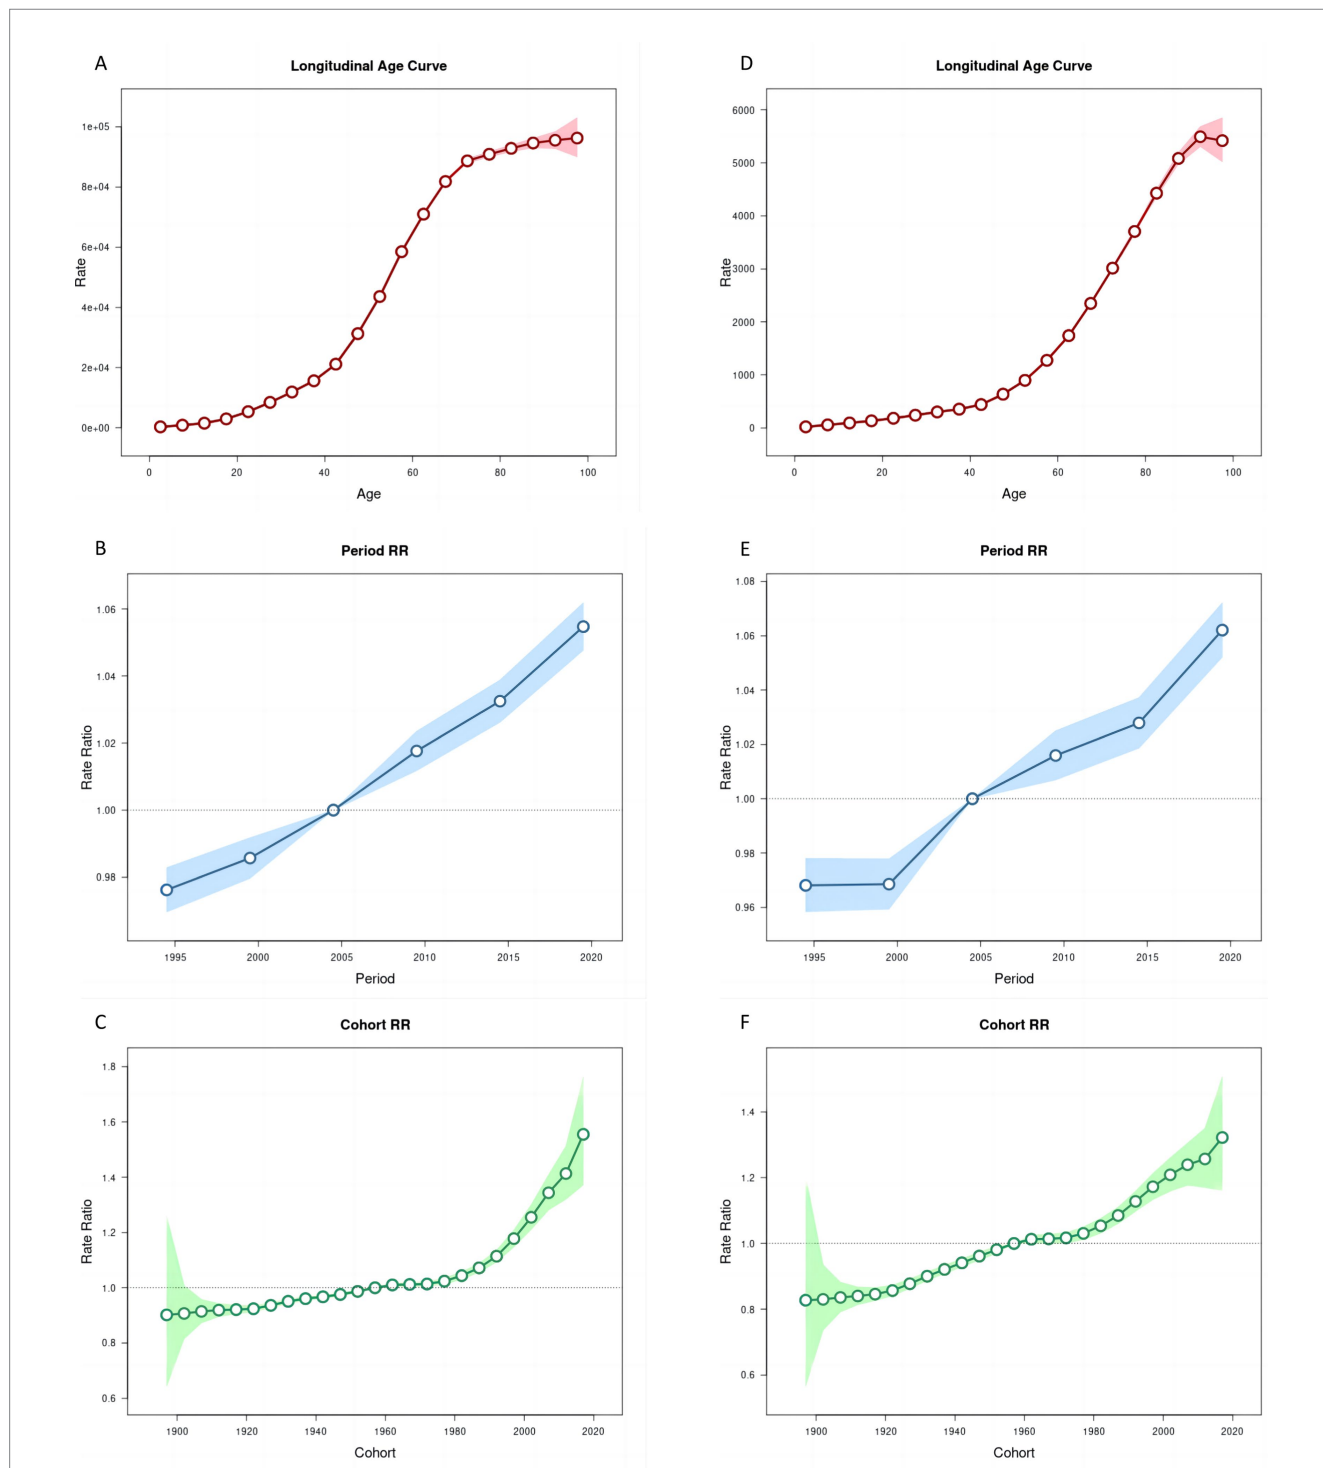 A
Longitudinal Age Curve
1e+05
8e+04
6e+04
4e+04
2e+04
0e+00
Rate
0 20 40 60 80 100
Age
D
Longitudinal Age Curve
6000
5000
4000
3000
2000
1000
0
Rate
0 20 40 60 80 100
Age
B
Period RR
1.06
1.04
1.02
1.00
0.98
Rate Ratio
1995 2000 2005 2010 2015 2020
Period
E
Period RR
1.08
1.06
1.04
1.02
1.00
0.98
0.96
Rate Ratio
1995 2000 2005 2010 2015 2020
Period
C
Cohort RR
1.8
1.6
1.4
1.2
1.0
0.8
0.6
Rate Ratio
1900 1920 1940 1960 1980 2000 2020
Cohort
F
Cohort RR
1.4
1.2
1.0
0.8
0.6
Rate Ratio
1900 1920 1940 1960 1980 2000 2020
Cohort